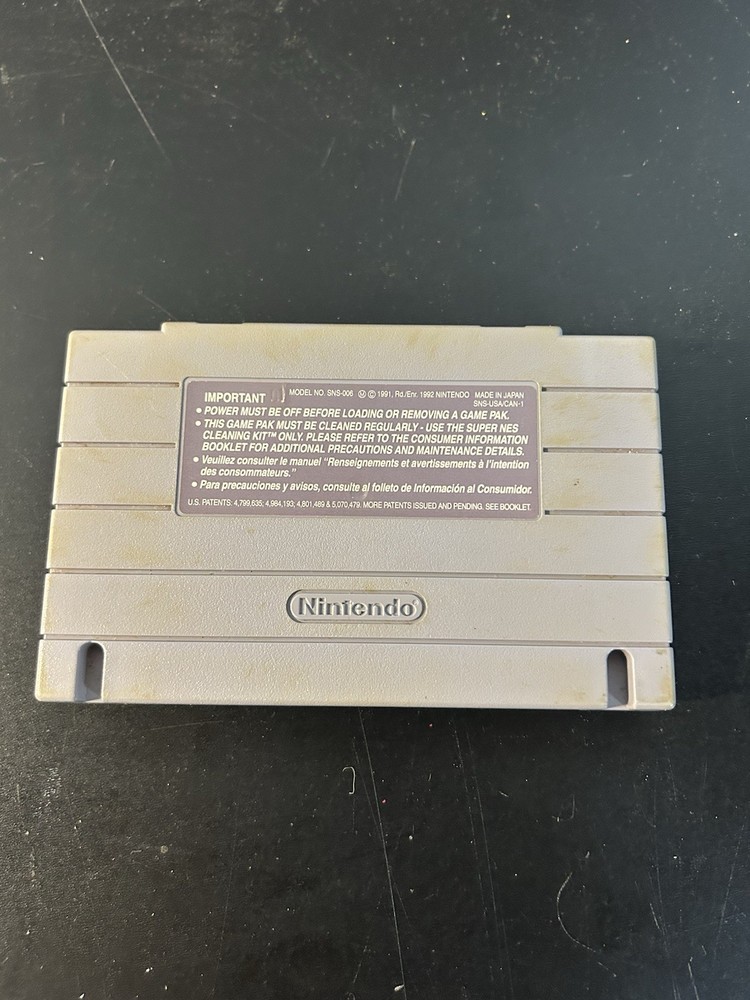 IMPORTANT MODEL NO. SNS-006 Ⓜ © 1991, Rd./Enr. 1992 NINTENDO MADE IN JAPAN
SNS-USA/CAN-1
• POWER MUST BE OFF BEFORE LOADING OR REMOVING A GAME PAK.
• THIS GAME PAK MUST BE CLEANED REGULARLY - USE THE SUPER NES
CLEANING KIT™ ONLY. PLEASE REFER TO THE CONSUMER INFORMATION
BOOKLET FOR ADDITIONAL PRECAUTIONS AND MAINTENANCE DETAILS.
• Veuillez consulter le manuel "Renseignements et avertissements à l'intention
des consommateurs."
• Para precauciones y avisos, consulte al folleto de Información al Consumidor.
U.S. PATENTS: 4,799,635; 4,984,193; 4,801,489 & 5,070,479. MORE PATENTS ISSUED AND PENDING. SEE BOOKLET.
Nintendo®